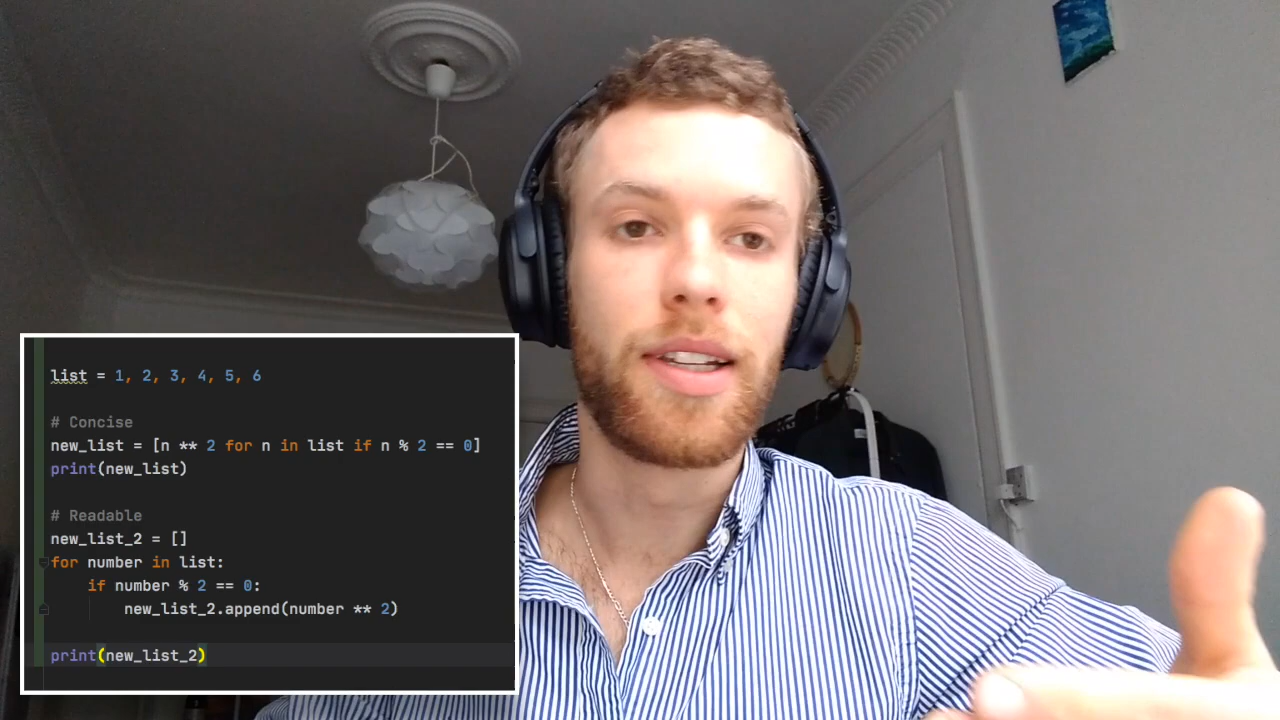 list = 1, 2, 3, 4, 5, 6
# Concise
new_list = [n ** 2 for n in list if n % 2 == 0]
print(new_list)
# Readable
new_list_2 = []
for number in list:
    if number % 2 == 0:
        new_list_2.append(number ** 2)
print(new_list_2)